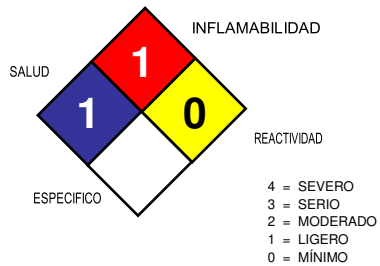 INFLAMABILIDAD
SALUD
1
1
0
REACTIVIDAD
ESPECIFICO
4 = SEVERO
3 = SERIO
2 = MODERADO
1 = LIGERO
0 = MÍNIMO